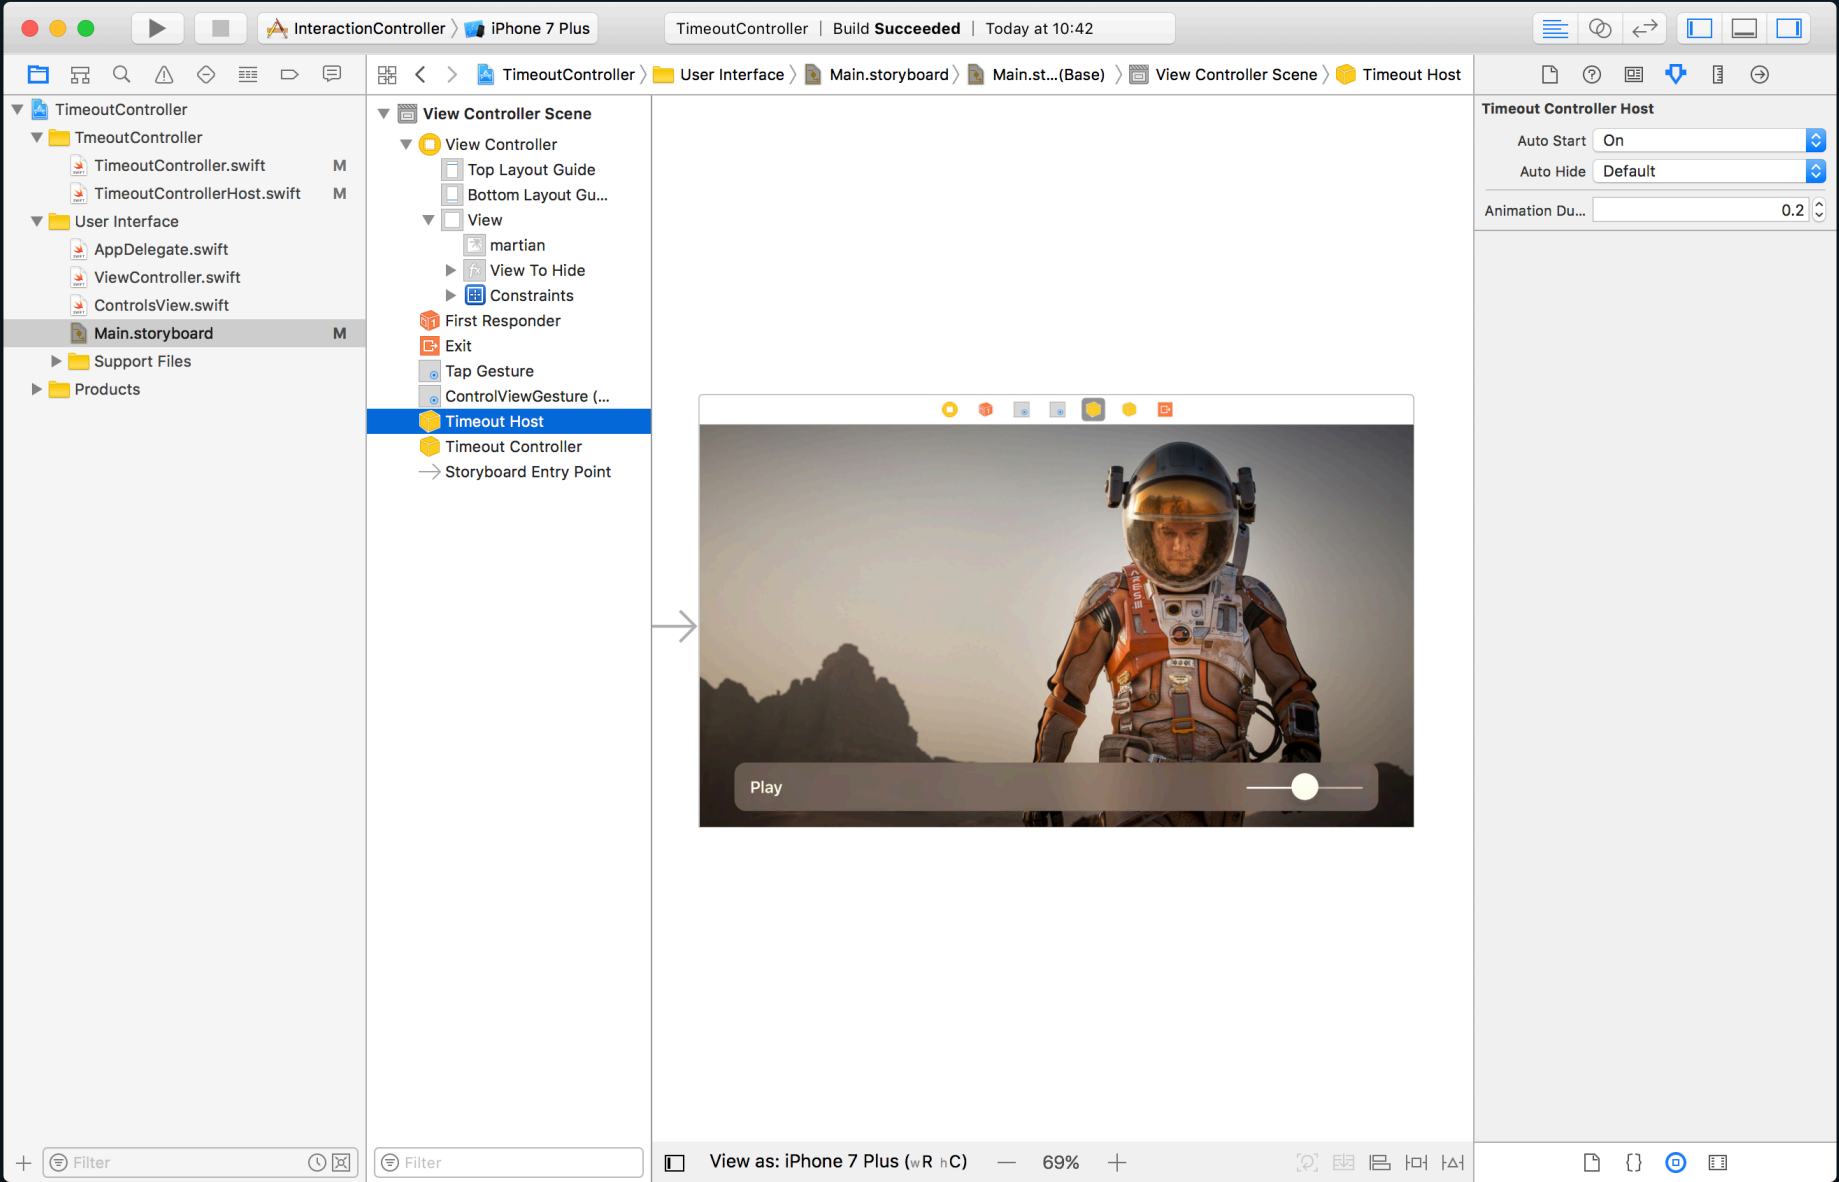 InteractionController
iPhone 7 Plus
TimeoutController | Build Succeeded | Today at 10:42
TimeoutController
User Interface
Main.storyboard
Main.st...(Base)
View Controller Scene
Timeout Host
TimeoutController
TmeoutController
TimeoutController.swift M
TimeoutControllerHost.swift M
User Interface
AppDelegate.swift
ViewController.swift
ControlsView.swift
Main.storyboard M
Support Files
Products
Filter
View Controller Scene
View Controller
Top Layout Guide
Bottom Layout Gu...
View
martian
View To Hide
Constraints
First Responder
Exit
Tap Gesture
ControlViewGesture (...
Timeout Host
Timeout Controller
Storyboard Entry Point
Filter
ARES III
Play
View as: iPhone 7 Plus (wR hC)
69%
Timeout Controller Host
Auto Start On
Auto Hide Default
Animation Du... 0.2